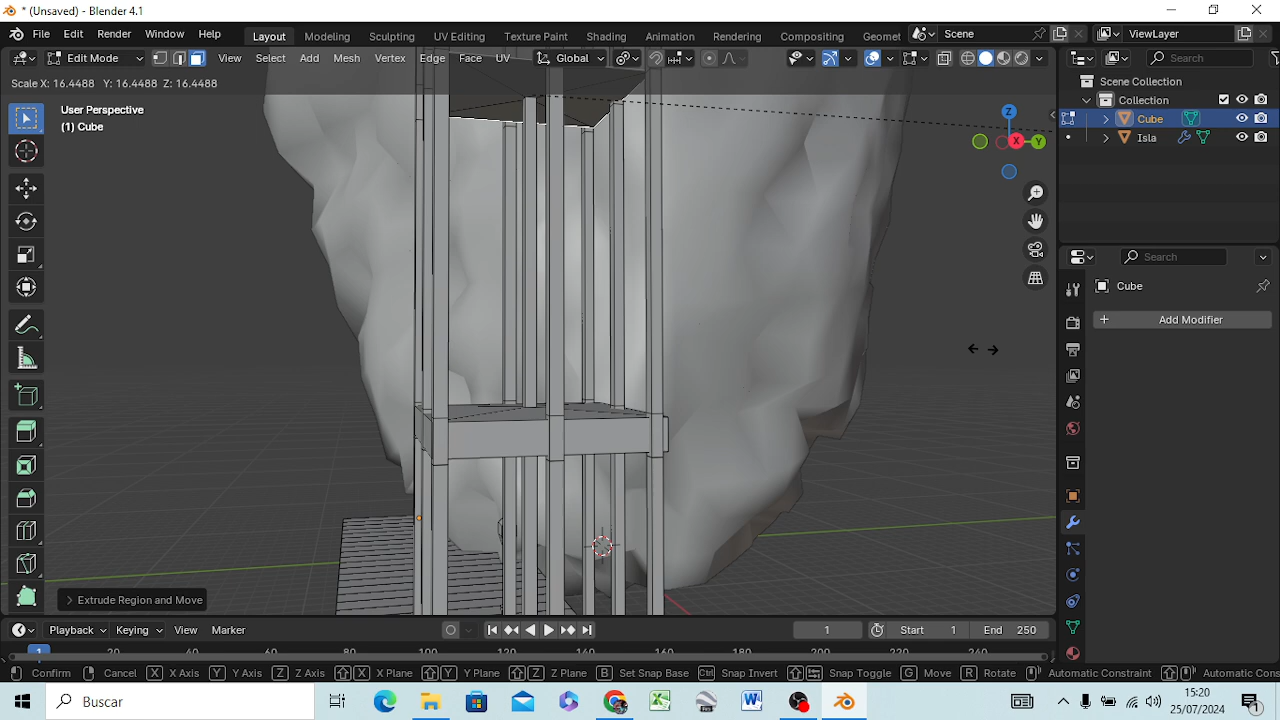 * (Unsaved) - Blender 4.1
File Edit Render Window Help Layout Modeling Sculpting UV Editing Texture Paint Shading Animation Rendering Compositing Geomet Scene ViewLayer
Edit Mode View Select Add Mesh Vertex Edge Face UV Global Search
Scale X: 16.4488 Y: 16.4488 Z: 16.4488
Scene Collection
Collection
User Perspective
(1) Cube
Cube
Isla
Z
X
Y
Search
Cube
Add Modifier
Extrude Region and Move
Playback Keying View Marker 1 Start 1 End 250
1 20 40 60 80 100 120 140 160 180 200 220 240
Confirm Cancel X X Axis Y Y Axis Z Z Axis X X Plane Y Y Plane Z Z Plane B Set Snap Base Ctrl Snap Invert Snap Toggle G Move R Rotate Automatic Constraint Automatic Cons
Buscar
5:20
25/07/2024
1